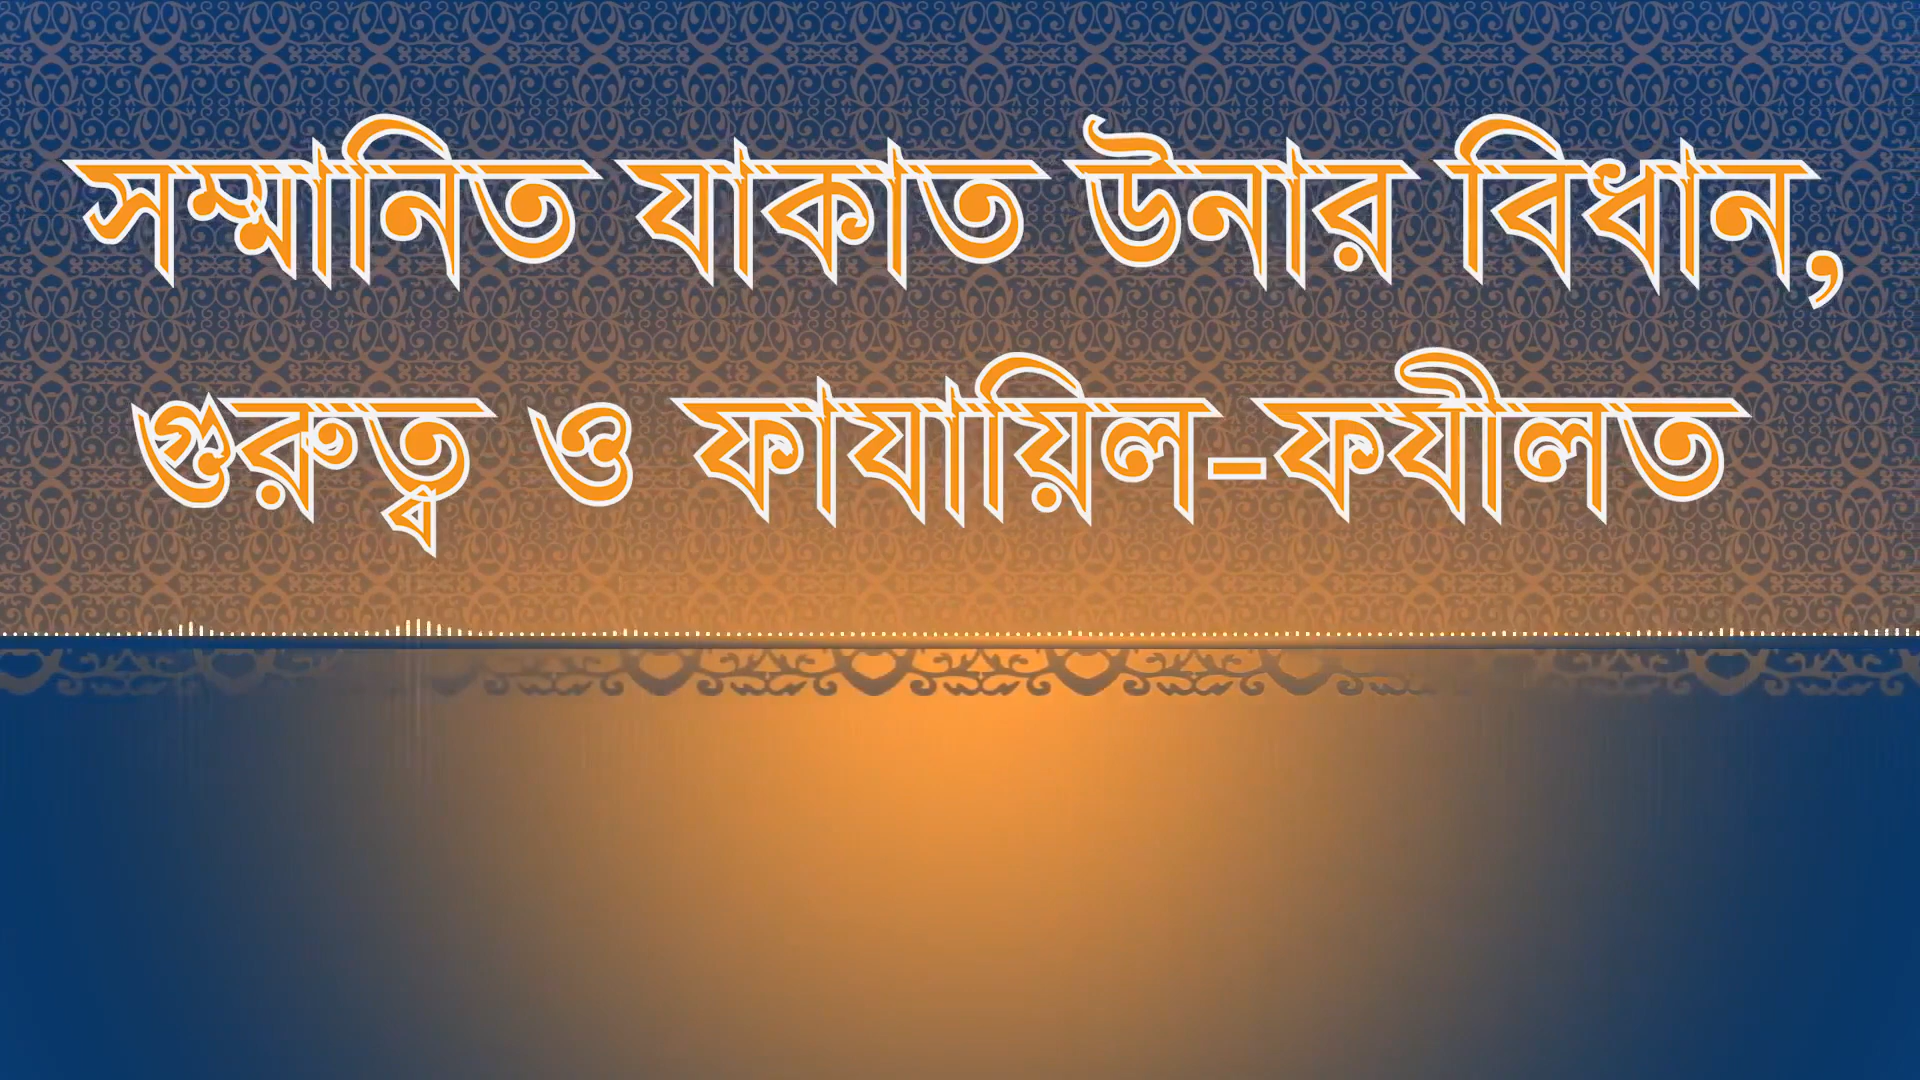 সম্মানিত যাকাত উনার বিধান,
গুরুত্ব ও ফাযায়িল-ফযীলত